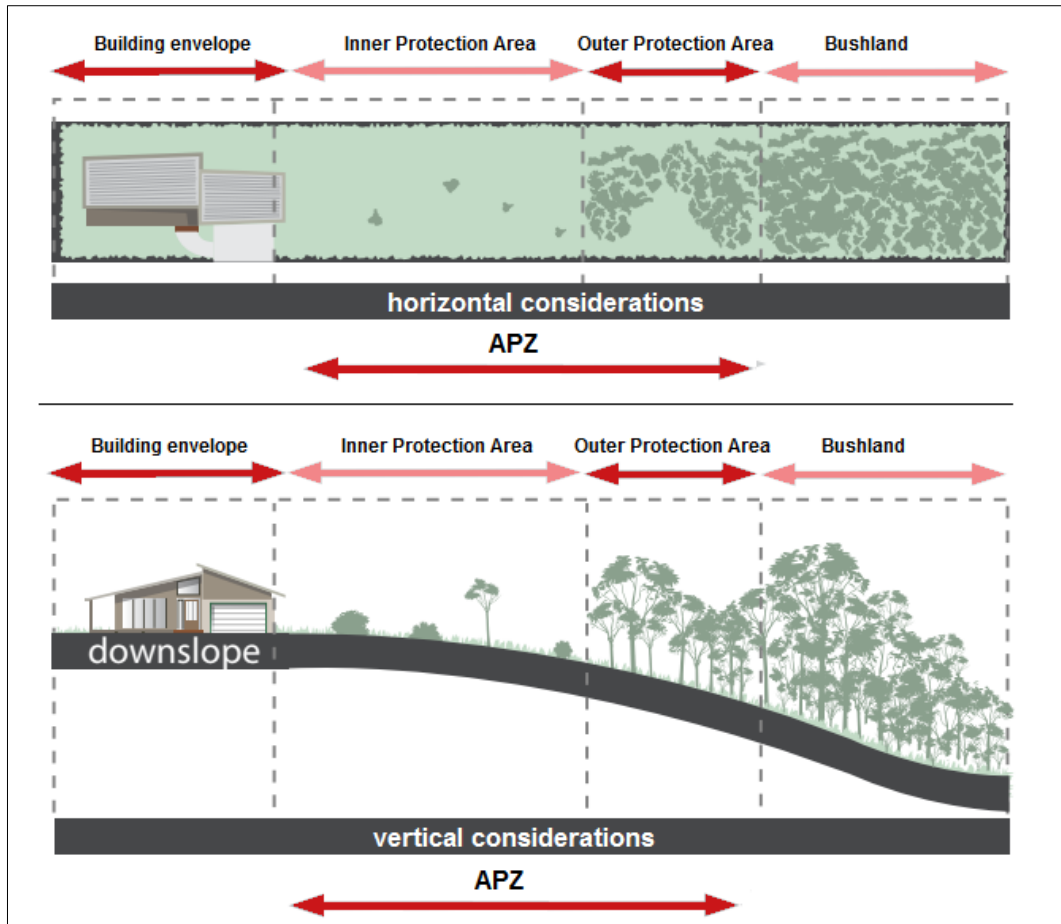 Building envelope
Inner Protection Area
Outer Protection Area
Bushland
horizontal considerations
APZ
Building envelope
Inner Protection Area
Outer Protection Area
Bushland
downslope
vertical considerations
APZ